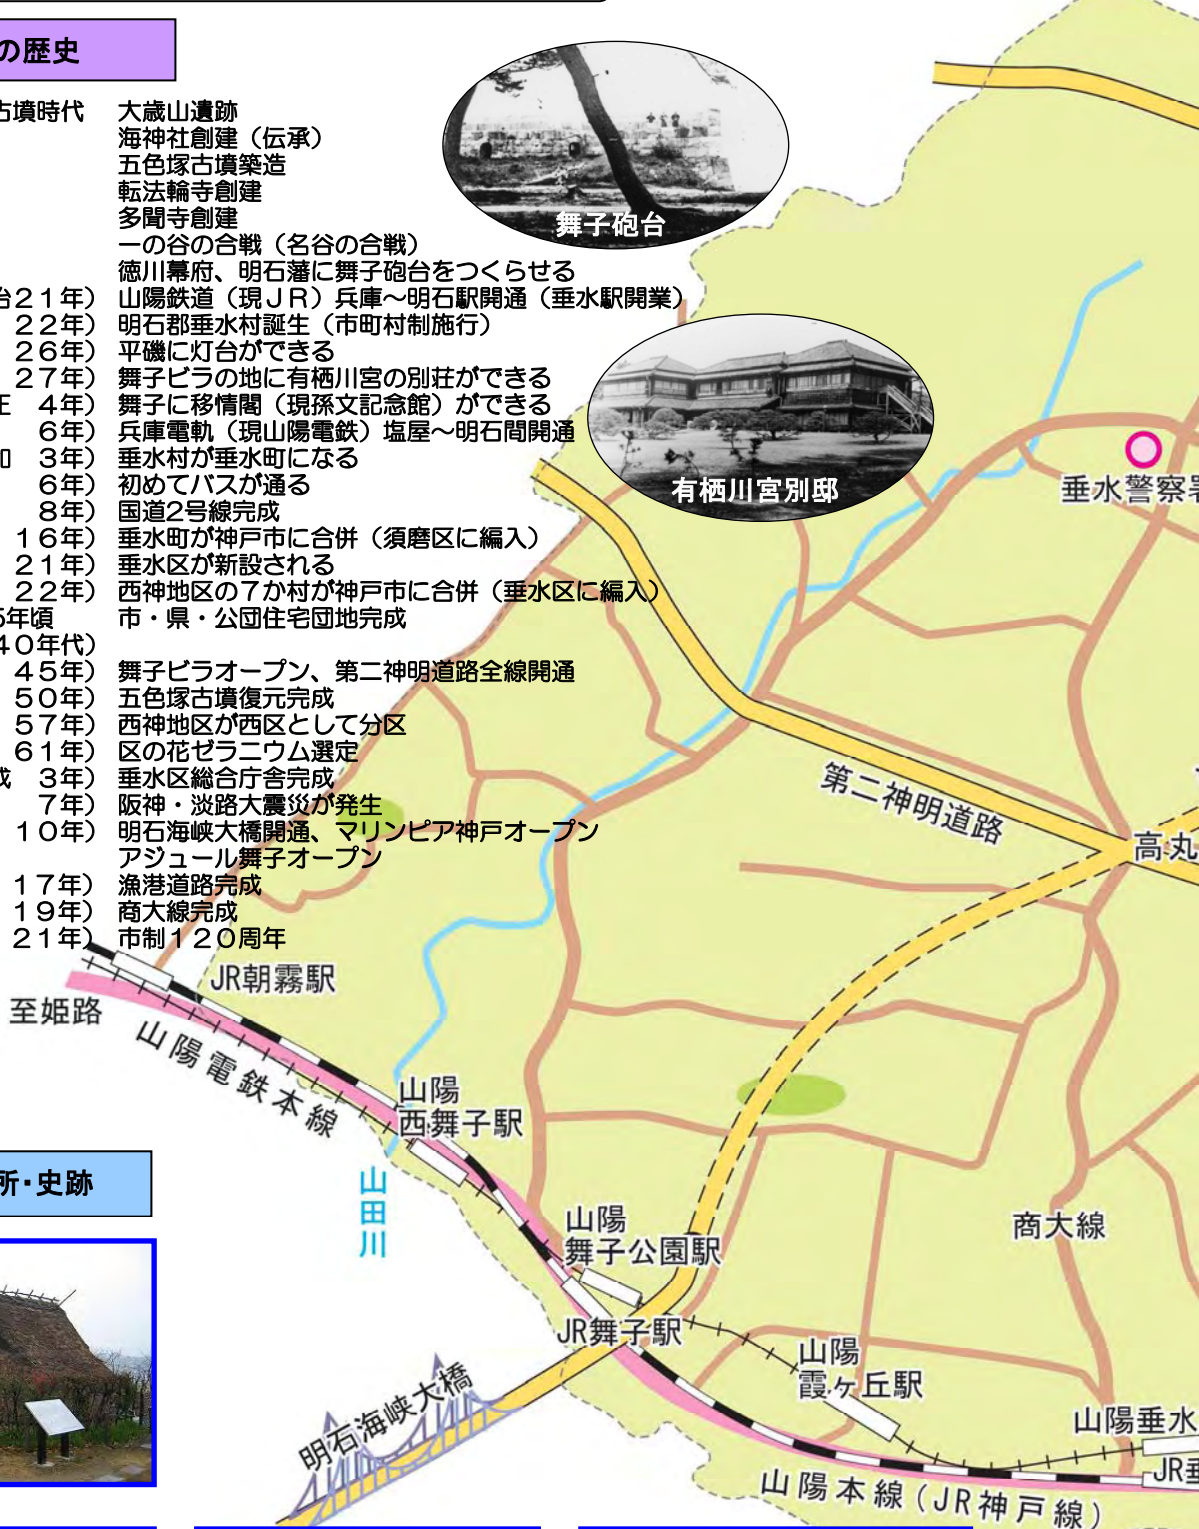 の歴史
古墳時代 大歳山遺跡
海神社創建（伝承）
五色塚古墳築造
転法輪寺創建
多聞寺創建
一の谷の合戦（名谷の合戦）
徳川幕府、明石藩に舞子砲台をつくらせる
治２１年） 山陽鉄道（現ＪＲ）兵庫～明石駅開通（垂水駅開業）
２２年） 明石郡垂水村誕生（市町村制施行）
２６年） 平磯に灯台ができる
２７年） 舞子ビラの地に有栖川宮の別荘ができる
正　４年） 舞子に移情閣（現孫文記念館）ができる
６年） 兵庫電軌（現山陽電鉄）塩屋～明石間開通
和　３年） 垂水村が垂水町になる
６年） 初めてバスが通る
８年） 国道2号線完成
１６年） 垂水町が神戸市に合併（須磨区に編入）
２１年） 垂水区が新設される
２２年） 西神地区の７か村が神戸市に合併（垂水区に編入）
5年頃 市・県・公団住宅団地完成
４０年代）
４５年） 舞子ビラオープン、第二神明道路全線開通
５０年） 五色塚古墳復元完成
５７年） 西神地区が西区として分区
６１年） 区の花ゼラニウム選定
成　３年） 垂水区総合庁舎完成
７年） 阪神・淡路大震災が発生
１０年） 明石海峡大橋開通、マリンピア神戸オープン
アジュール舞子オープン
１７年） 漁港道路完成
１９年） 商大線完成
２１年） 市制１２０周年
舞子砲台
有栖川宮別邸
垂水警察署
第二神明道路
高丸
JR朝霧駅
至姫路
山陽電鉄本線
山陽
西舞子駅
山田川
所・史跡
山陽
舞子公園駅
商大線
JR舞子駅
山陽
霞ヶ丘駅
明石海峡大橋
山陽垂水
JR垂
山陽本線（JR神戸線）